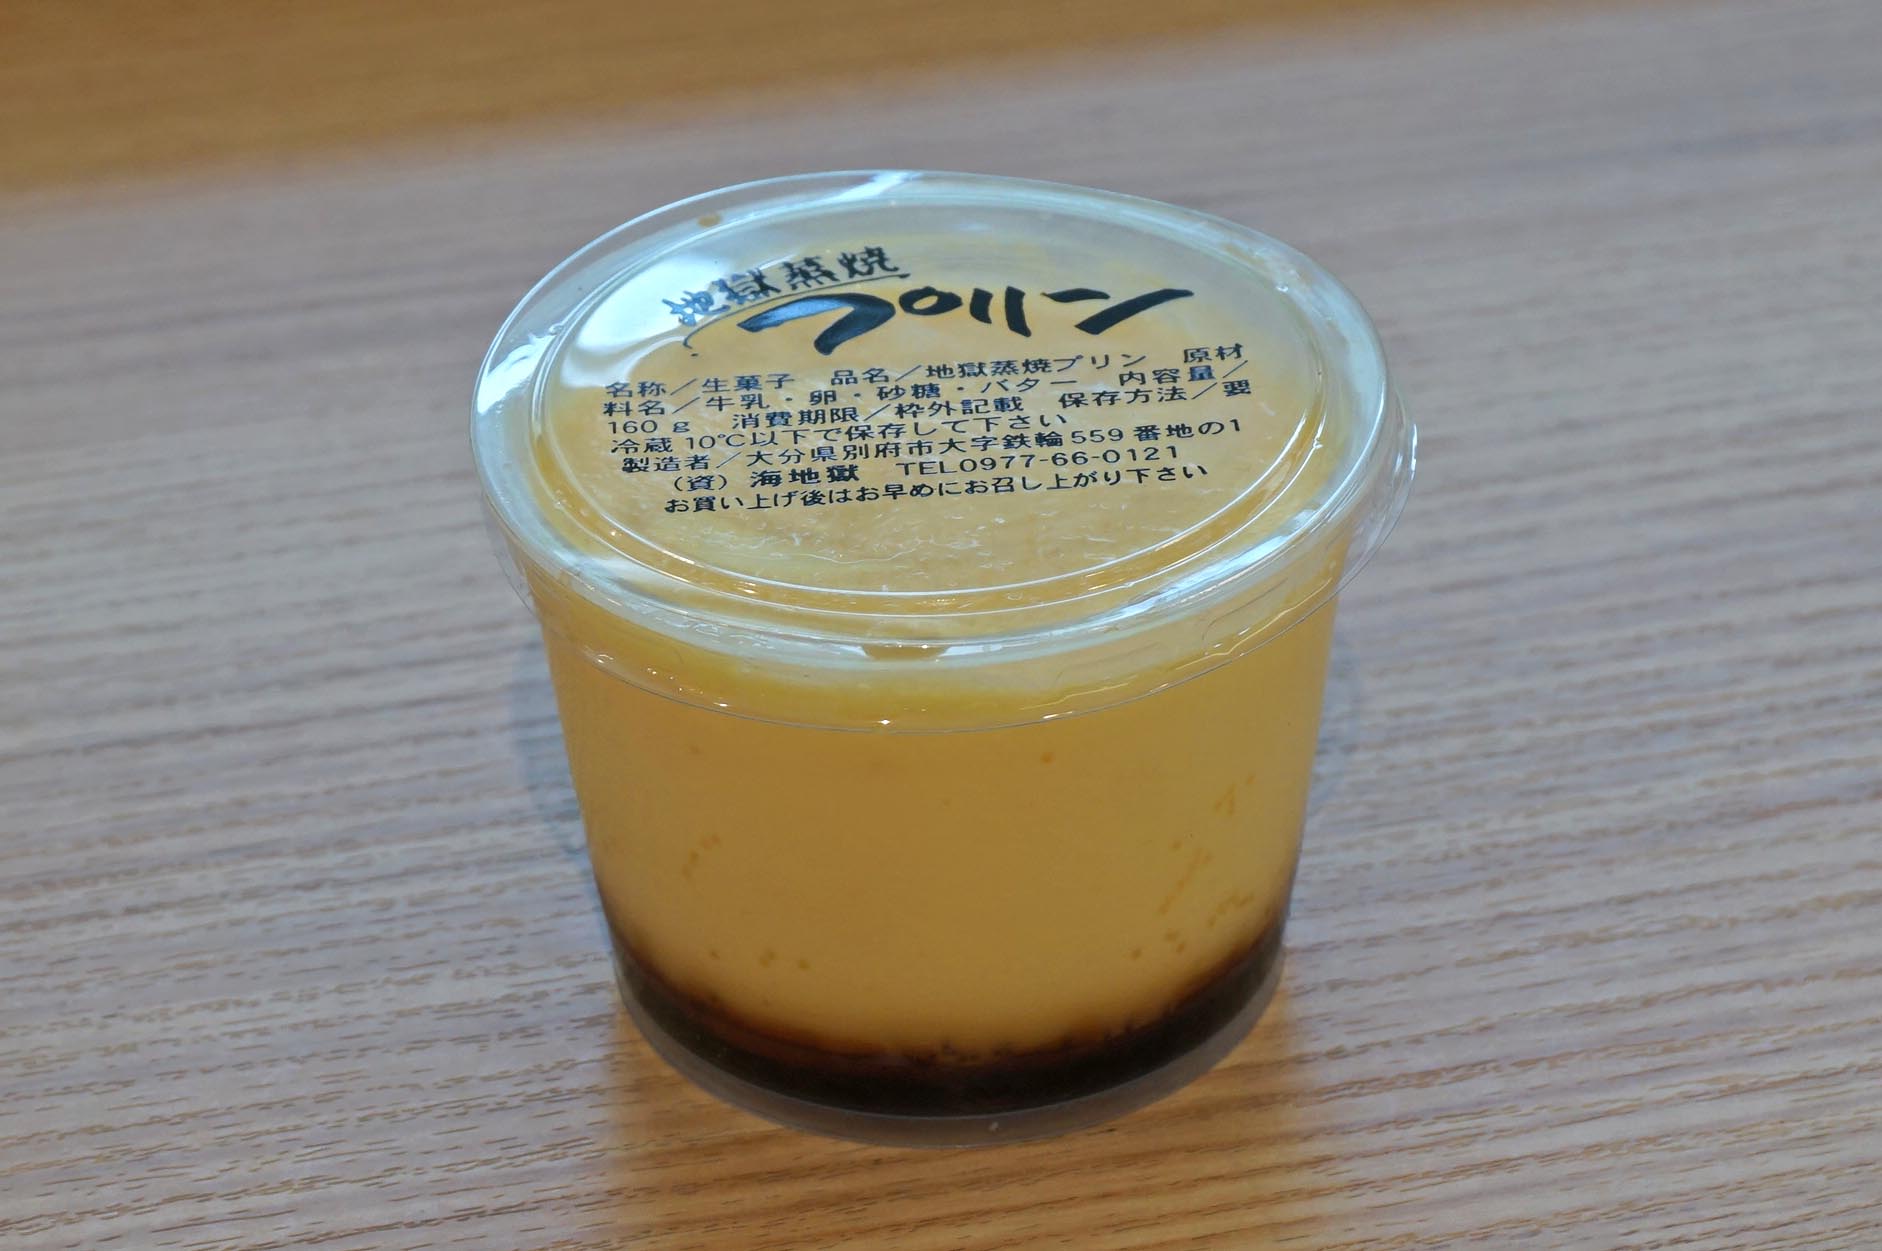 地獄蒸焼
プリン
名称／生菓子　品名／地獄蒸焼プリン　原材
料名／牛乳・卵・砂糖・バター　内容量／
160ｇ　消費期限／枠外記載　保存方法／要
冷蔵10℃以下で保存して下さい
製造者／大分県別府市大字鉄輪559番地の1
（資）海地獄　TEL0977-66-0121
お買い上げ後はお早めにお召し上がり下さい